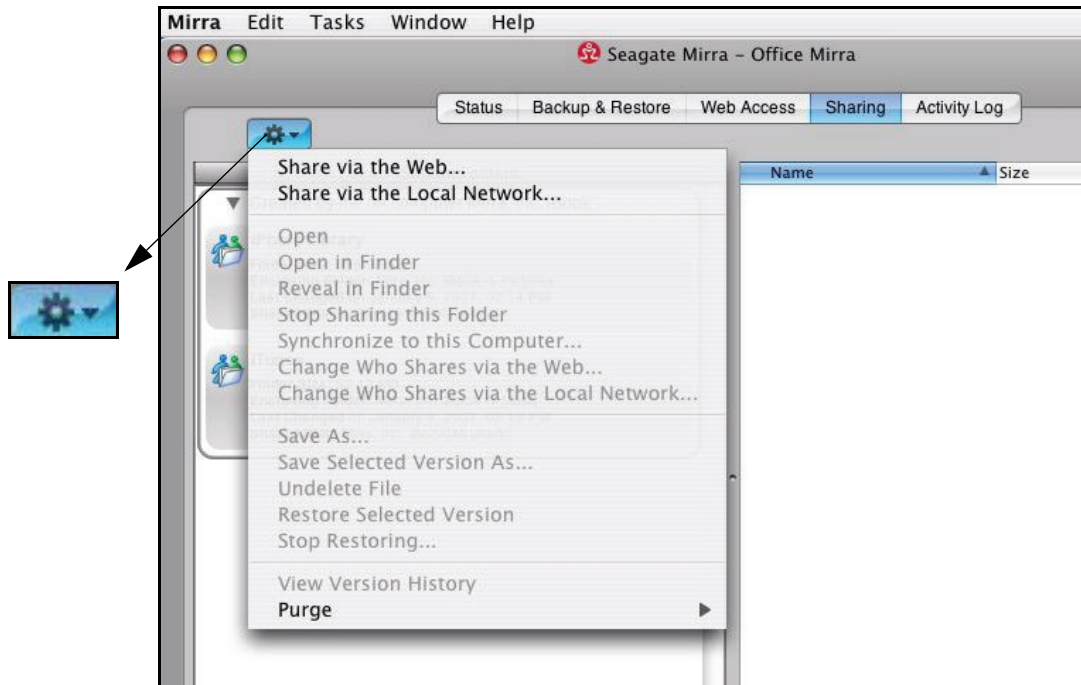 Mirra Edit Tasks Window Help
Seagate Mirra – Office Mirra
Status Backup & Restore Web Access Sharing Activity Log
Share via the Web...
Share via the Local Network...
Name Size
Open
Open in Finder
Reveal in Finder
Stop Sharing this Folder
Synchronize to this Computer...
Change Who Shares via the Web...
Change Who Shares via the Local Network...
Save As...
Save Selected Version As...
Undelete File
Restore Selected Version
Stop Restoring...
View Version History
Purge